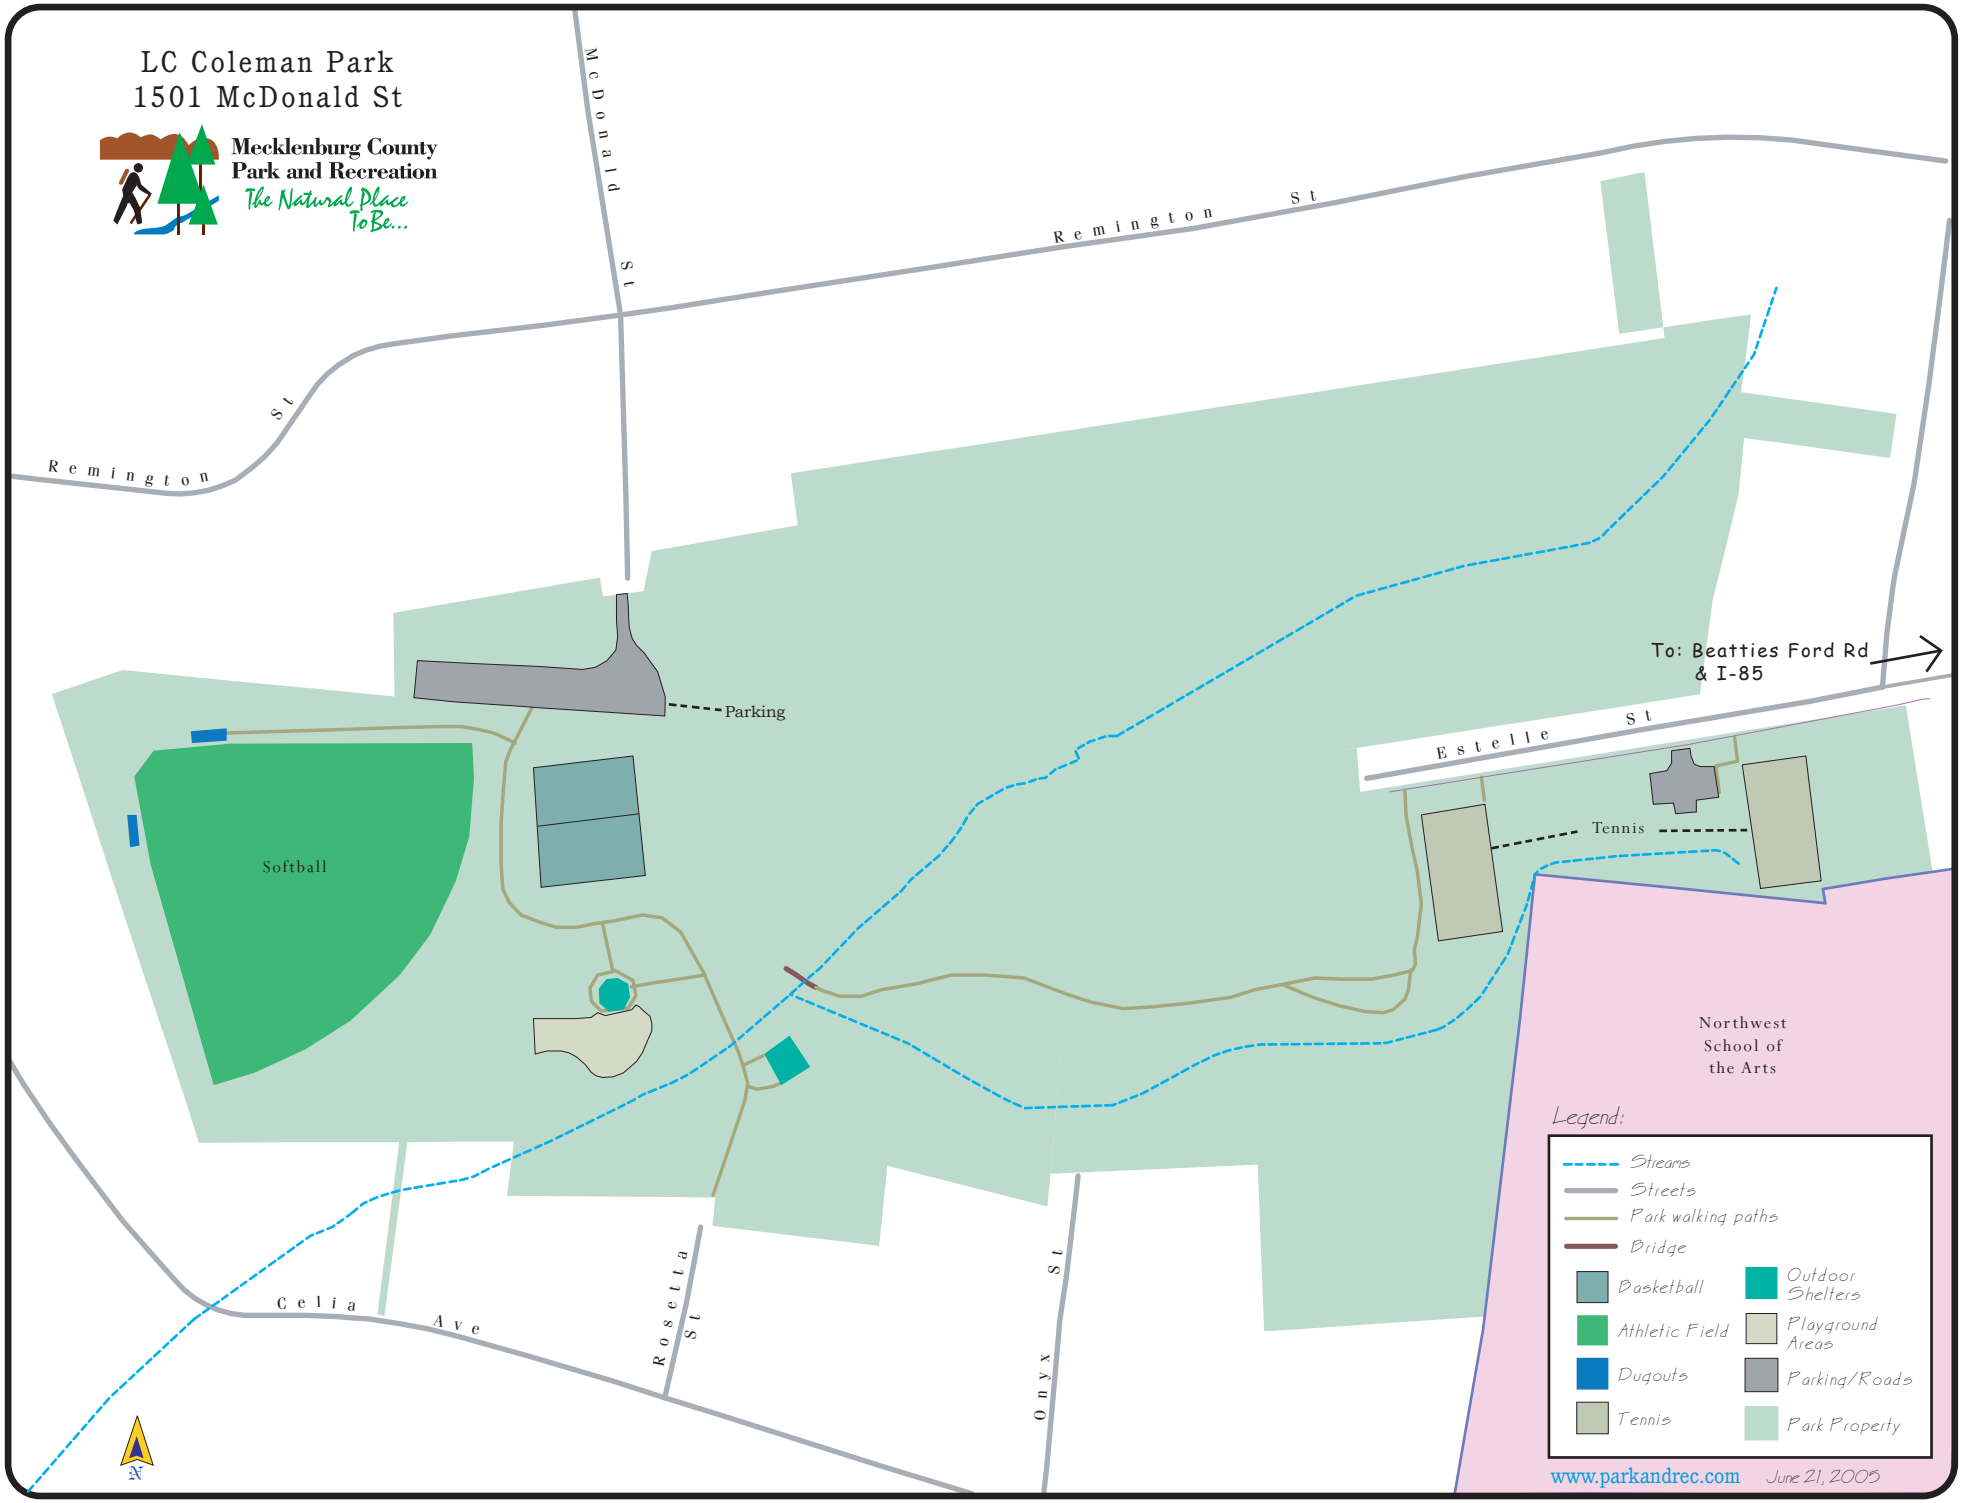 LC Coleman Park
1501 McDonald St
Mecklenburg County
Park and Recreation
The Natural Place
To Be...
McDonald St
Remington St
Remington St
To: Beatties Ford Rd
& I-85
Parking
Estelle St
Tennis
Softball
Northwest
School of
the Arts
Celia Ave
Rosetta St
Onyx St
Legend:
Streams
Streets
Park walking paths
Bridge
Basketball
Outdoor
Shelters
Athletic Field
Playground
Areas
Dugouts
Parking/Roads
Tennis
Park Property
N
www.parkandrec.com
June 21, 2005